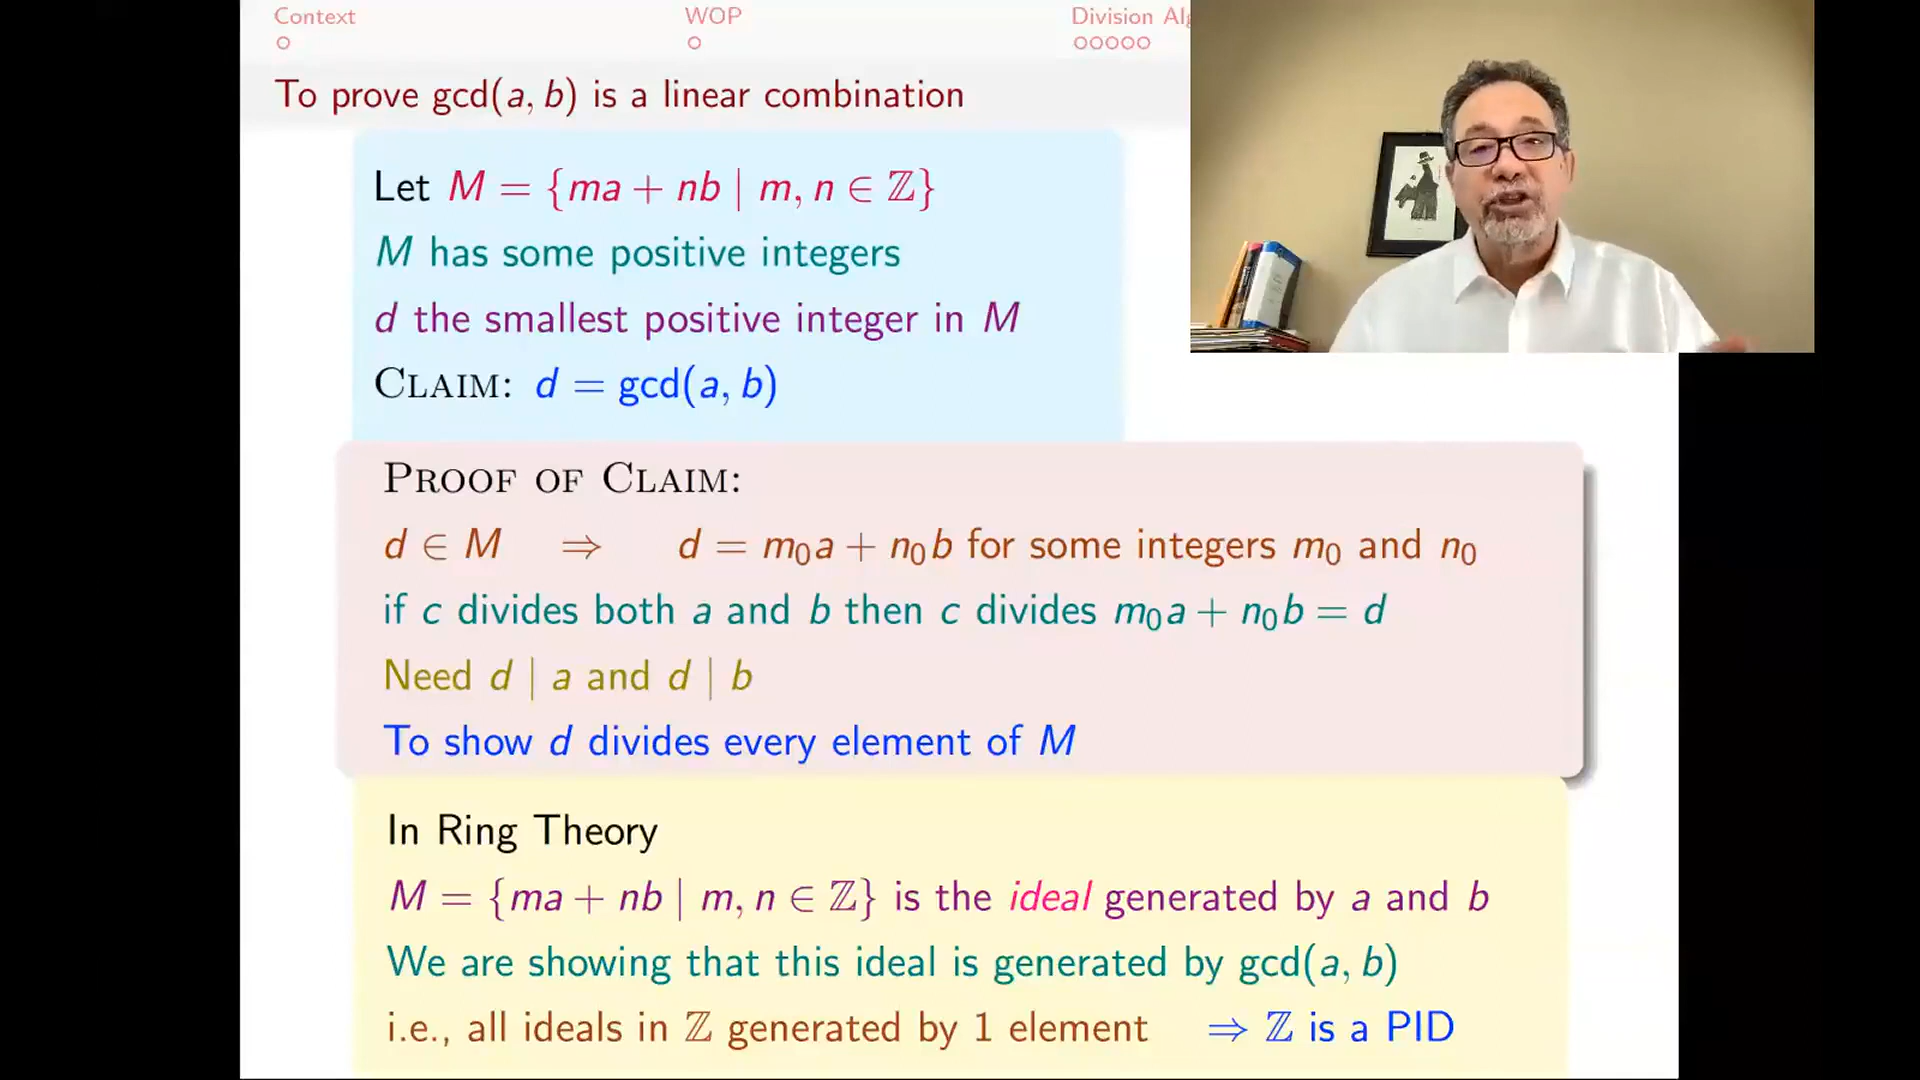 Context
WOP
Division Alg
To prove gcd(a, b) is a linear combination
Let M = {ma + nb | m, n ∈ ℤ}
M has some positive integers
d the smallest positive integer in M
CLAIM: d = gcd(a, b)
PROOF OF CLAIM:
d ∈ M ⇒ d = m₀a + n₀b for some integers m₀ and n₀
if c divides both a and b then c divides m₀a + n₀b = d
Need d | a and d | b
To show d divides every element of M
In Ring Theory
M = {ma + nb | m, n ∈ ℤ} is the ideal generated by a and b
We are showing that this ideal is generated by gcd(a, b)
i.e., all ideals in ℤ generated by 1 element ⇒ ℤ is a PID